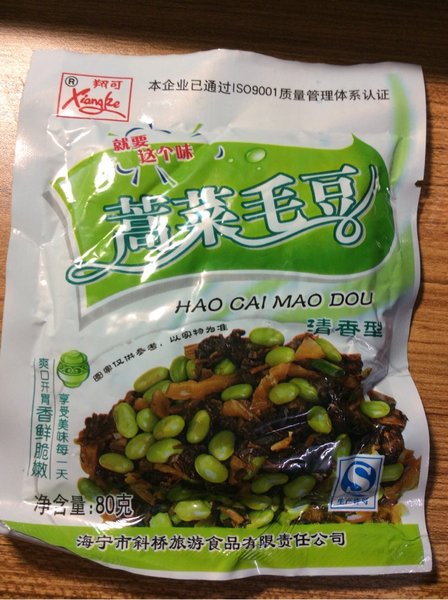 ®
翔可
Xiangke
本企业已通过ISO9001质量管理体系认证
就要
这个味
蒿菜毛豆
HAO CAI MAO DOU
清香型
图案仅供参考，以实物为准
爽口开胃
香鲜脆嫩
享受美味每一天
生产许可
净含量:80克
海宁市斜桥旅游食品有限责任公司